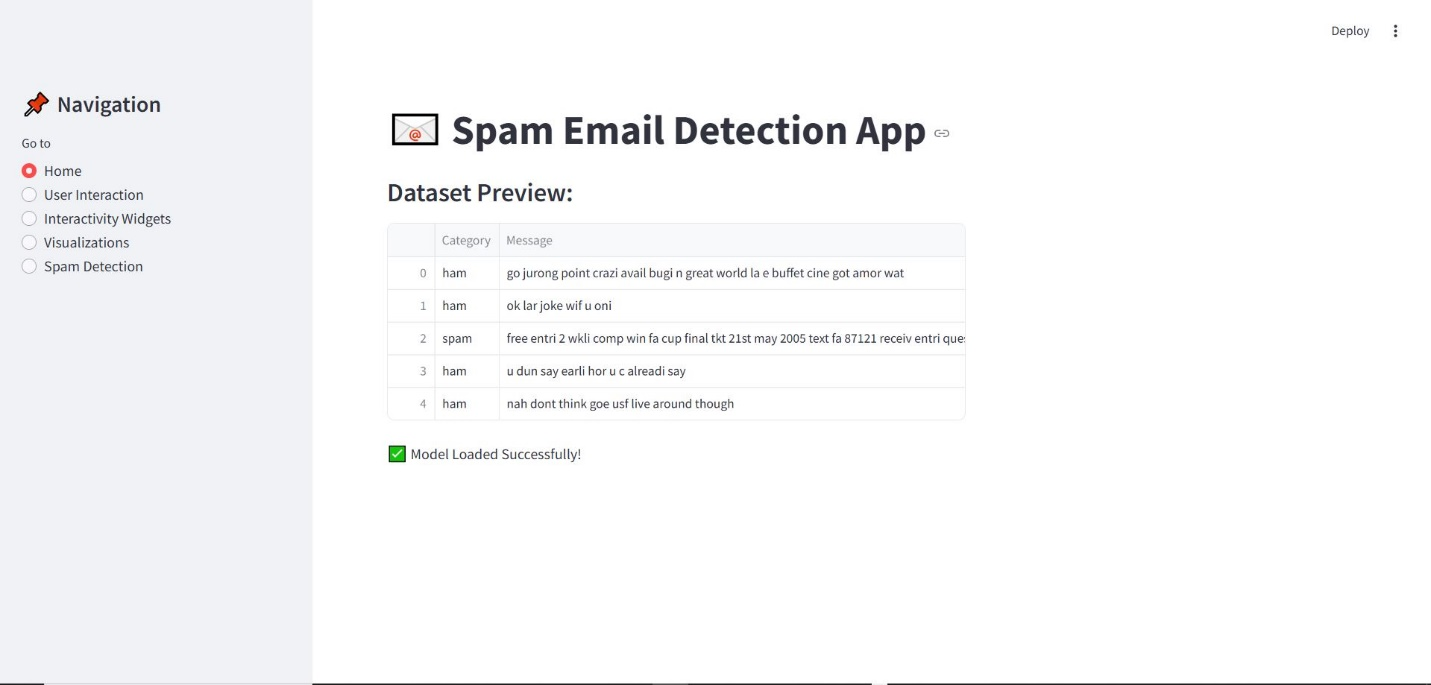 Deploy
Navigation
Go to
Home
User Interaction
Interactivity Widgets
Visualizations
Spam Detection
Spam Email Detection App
Dataset Preview:
Category Message
0 ham go jurong point crazi avail bugi n great world la e buffet cine got amor wat
1 ham ok lar joke wif u oni
2 spam free entri 2 wkli comp win fa cup final tkt 21st may 2005 text fa 87121 receiv entri
3 ham u dun say earli hor u c alreadi say
4 ham nah dont think goe usf live around though
Model Loaded Successfully!